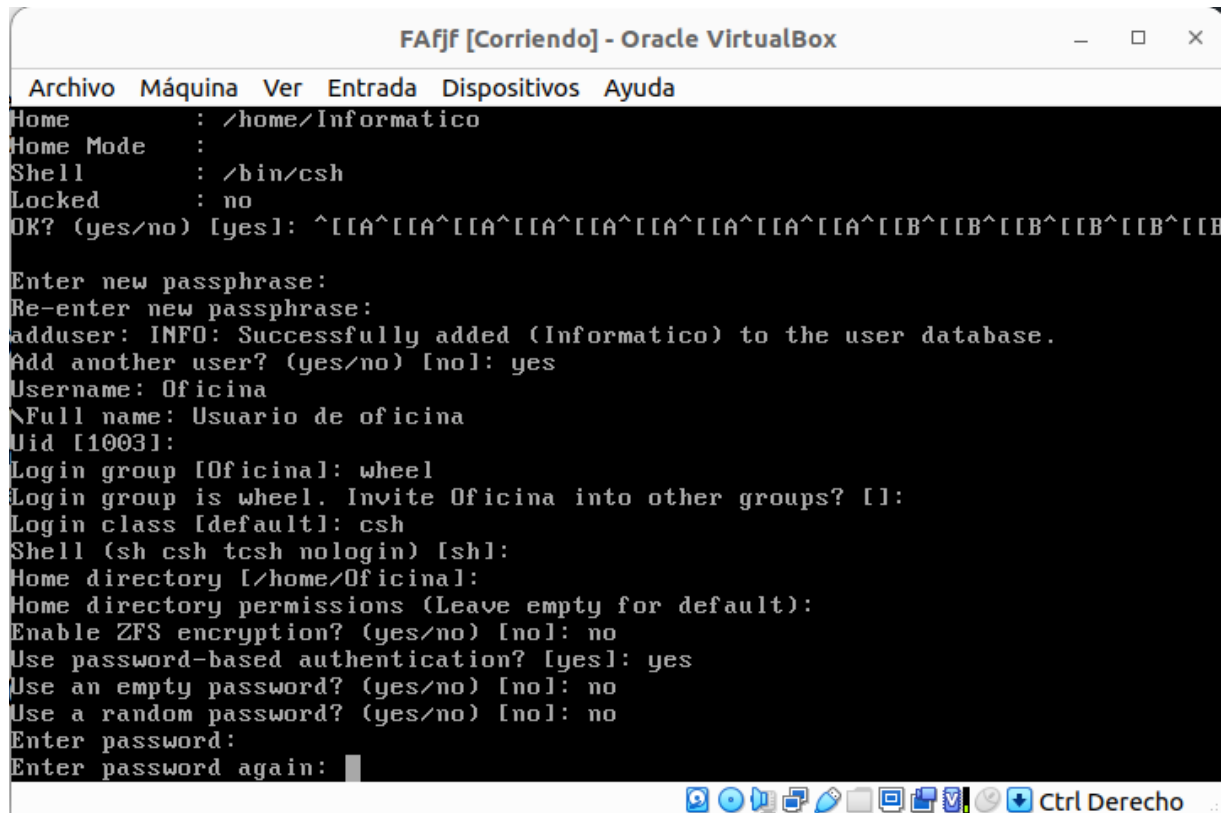 FAfjf [Corriendo] - Oracle VirtualBox
Archivo Máquina Ver Entrada Dispositivos Ayuda
Home : /home/Informatico
Home Mode :
Shell : /bin/csh
Locked : no
OK? (yes/no) [yes]: ^[[A^[[A^[[A^[[A^[[A^[[A^[[A^[[A^[[A^[[B^[[B^[[B^[[B^[[B^[[B
Enter new passphrase:
Re-enter new passphrase:
adduser: INFO: Successfully added (Informatico) to the user database.
Add another user? (yes/no) [no]: yes
Username: Oficina
\Full name: Usuario de oficina
Uid [1003]:
Login group [Oficina]: wheel
Login group is wheel. Invite Oficina into other groups? []:
Login class [default]: csh
Shell (sh csh tcsh nologin) [sh]:
Home directory [/home/Oficina]:
Home directory permissions (Leave empty for default):
Enable ZFS encryption? (yes/no) [no]: no
Use password-based authentication? [yes]: yes
Use an empty password? (yes/no) [no]: no
Use a random password? (yes/no) [no]: no
Enter password:
Enter password again:
Ctrl Derecho